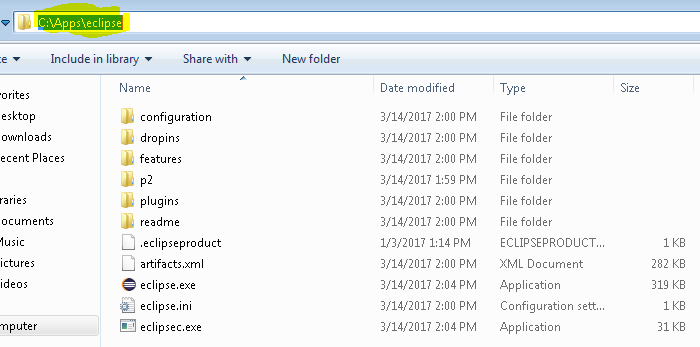 C:\Apps\eclipse
Include in library Share with New folder
Name Date modified Type Size
configuration 3/14/2017 2:00 PM File folder
dropins 3/14/2017 2:00 PM File folder
features 3/14/2017 2:00 PM File folder
p2 3/14/2017 1:59 PM File folder
plugins 3/14/2017 2:00 PM File folder
readme 3/14/2017 2:00 PM File folder
.eclipseproduct 1/3/2017 1:14 PM ECLIPSEPRODUCT... 1 KB
artifacts.xml 3/14/2017 2:00 PM XML Document 282 KB
eclipse.exe 3/14/2017 2:04 PM Application 319 KB
eclipse.ini 3/14/2017 2:00 PM Configuration sett... 1 KB
eclipsec.exe 3/14/2017 2:04 PM Application 31 KB
vorites
esktop
ownloads
ecent Places
raries
ocuments
Music
ictures
ideos
omputer